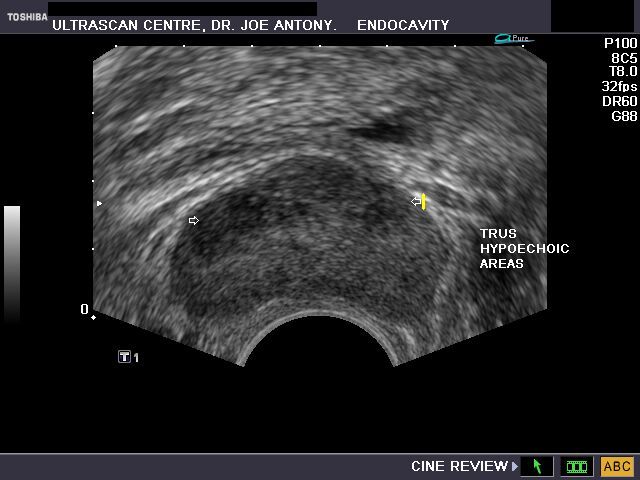 TOSHIBA
ULTRASCAN CENTRE, DR. JOE ANTONY. ENDOCAVITY
aPure
P100
8C5
T8.0
32fps
DR60
G88
TRUS
HYPOECHOIC
AREAS
0
T 1
CINE REVIEW
ABC